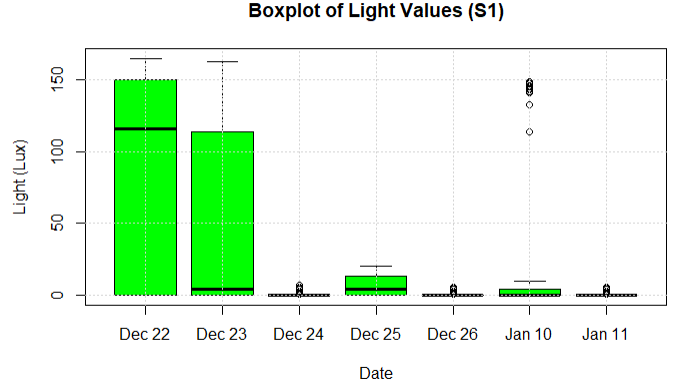 Boxplot of Light Values (S1)
150
100
50
0
Light (Lux)
Dec 22 Dec 23 Dec 24 Dec 25 Dec 26 Jan 10 Jan 11
Date